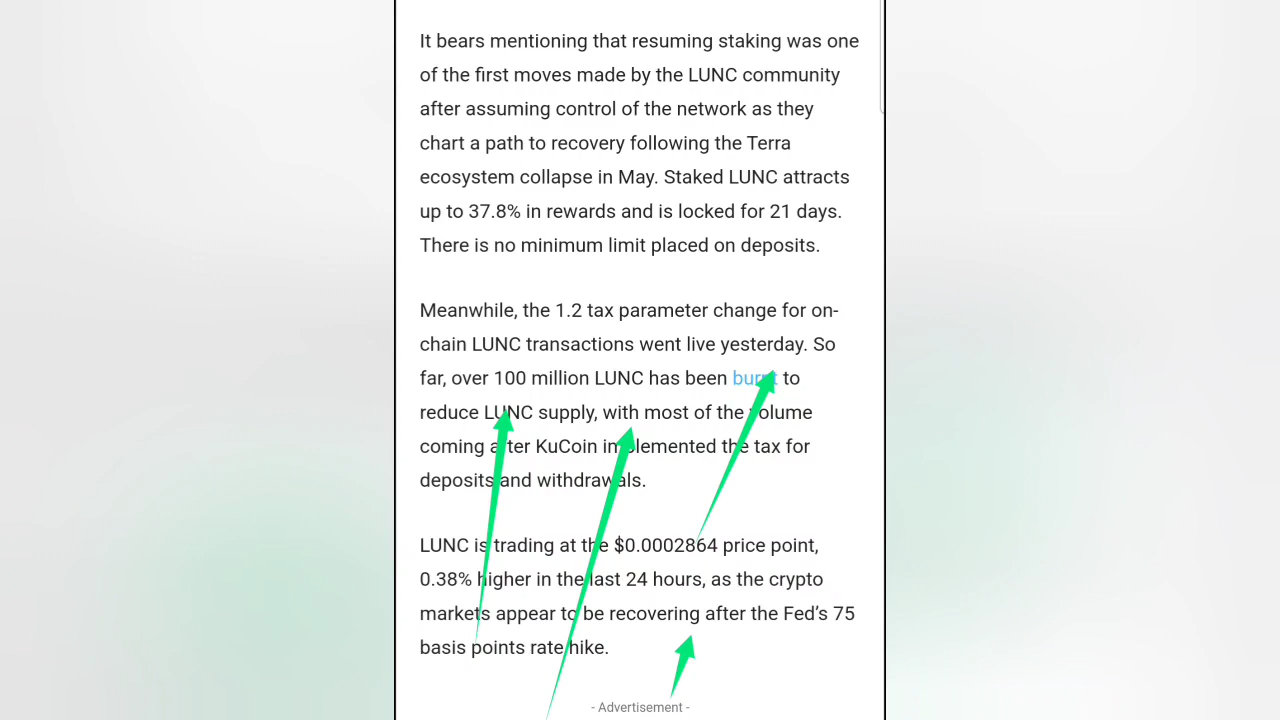 It bears mentioning that resuming staking was one
of the first moves made by the LUNC community
after assuming control of the network as they
chart a path to recovery following the Terra
ecosystem collapse in May. Staked LUNC attracts
up to 37.8% in rewards and is locked for 21 days.
There is no minimum limit placed on deposits.
Meanwhile, the 1.2 tax parameter change for on-
chain LUNC transactions went live yesterday. So
far, over 100 million LUNC has been burnt to
reduce LUNC supply, with most of the volume
coming after KuCoin implemented the tax for
deposits and withdrawals.
LUNC is trading at the $0.0002864 price point,
0.38% higher in the last 24 hours, as the crypto
markets appear to be recovering after the Fed’s 75
basis points rate hike.
- Advertisement -